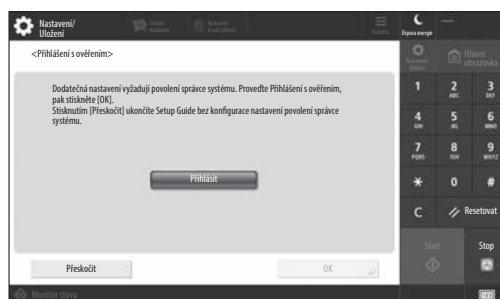 Nastavení/
Uložení
Úspora energie
<Přihlášení s ověřením>
Hlavní
obrazovka
Dodatečná nastavení vyžadují povolení správce systému. Proveďte Přihlášení s ověřením,
pak stiskněte [OK].
Stisknutím [Přeskočit] ukončíte Setup Guide bez konfigurace nastavení povolení správce
systému.
Přihlásit
Přeskočit
OK
Monitor stavu
1
2
ABC
3
DEF
4
GHI
5
JKL
6
MNO
7
PQRS
8
TUV
9
WXYZ
*
0
#
C
Resetovat
Start
Stop